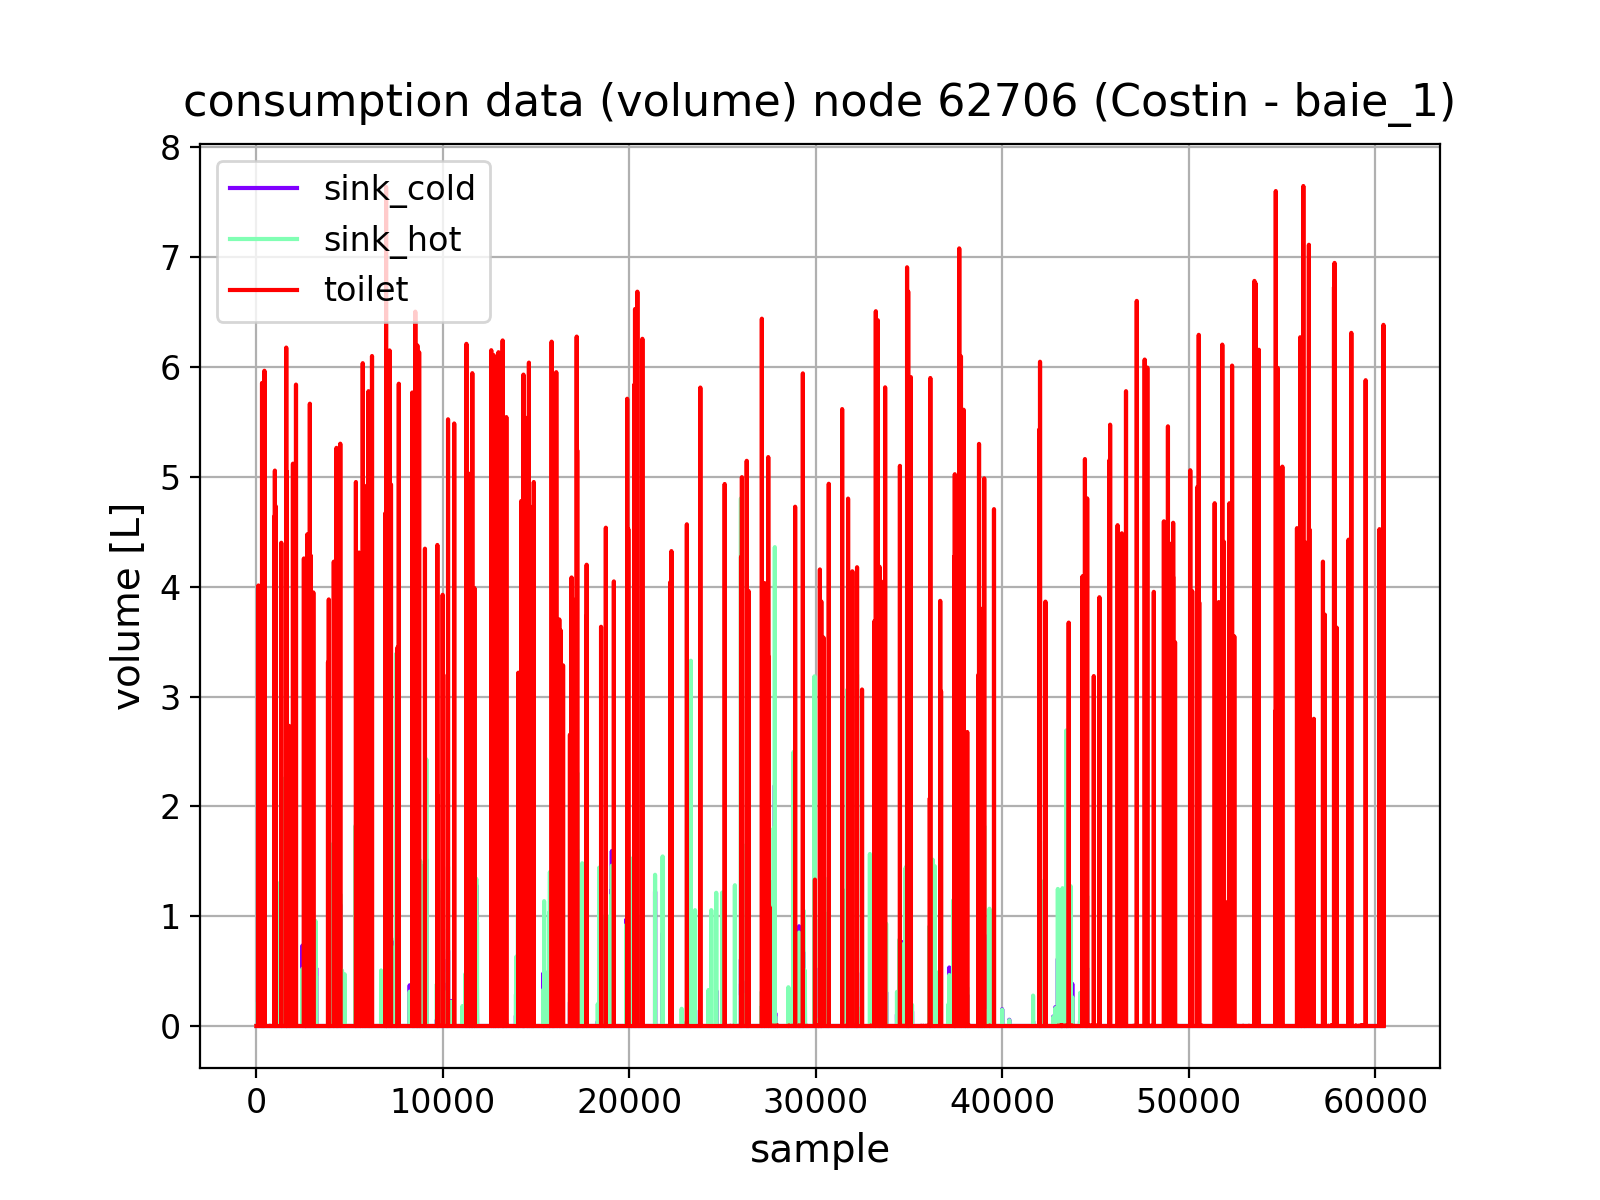 consumption data (volume) node 62706 (Costin - baie_1)
8
7
6
5
4
3
2
1
0
volume [L]
sink_cold
sink_hot
toilet
0 10000 20000 30000 40000 50000 60000
sample